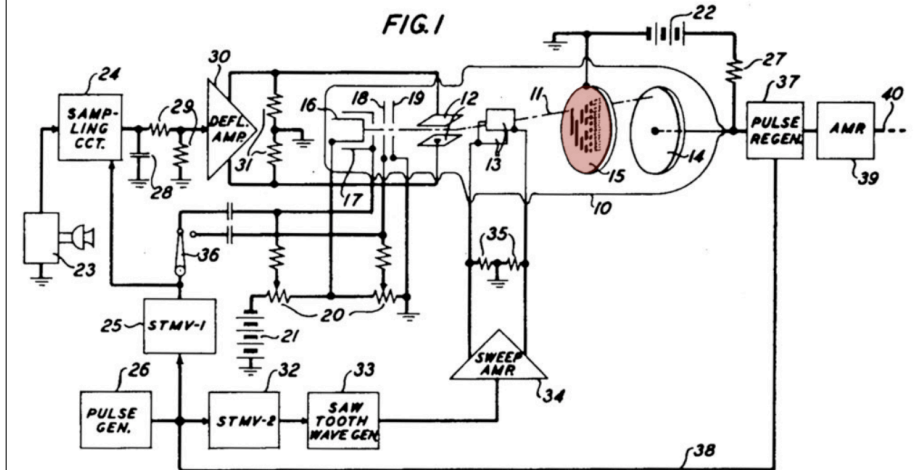 FIG.1
22
24
30
16
18
19
12
11
27
37
40
SAMP-
LING
CCT.
29
DEFL.
AMP.
PULSE
REGEN.
AMR
13
14
15
28
31
17
39
10
23
36
35
20
25
STMV-1
21
SWEEP
AMR
34
26
32
33
PULSE
GEN.
STMV-2
SAW
TOOTH
WAVE GEN.
38